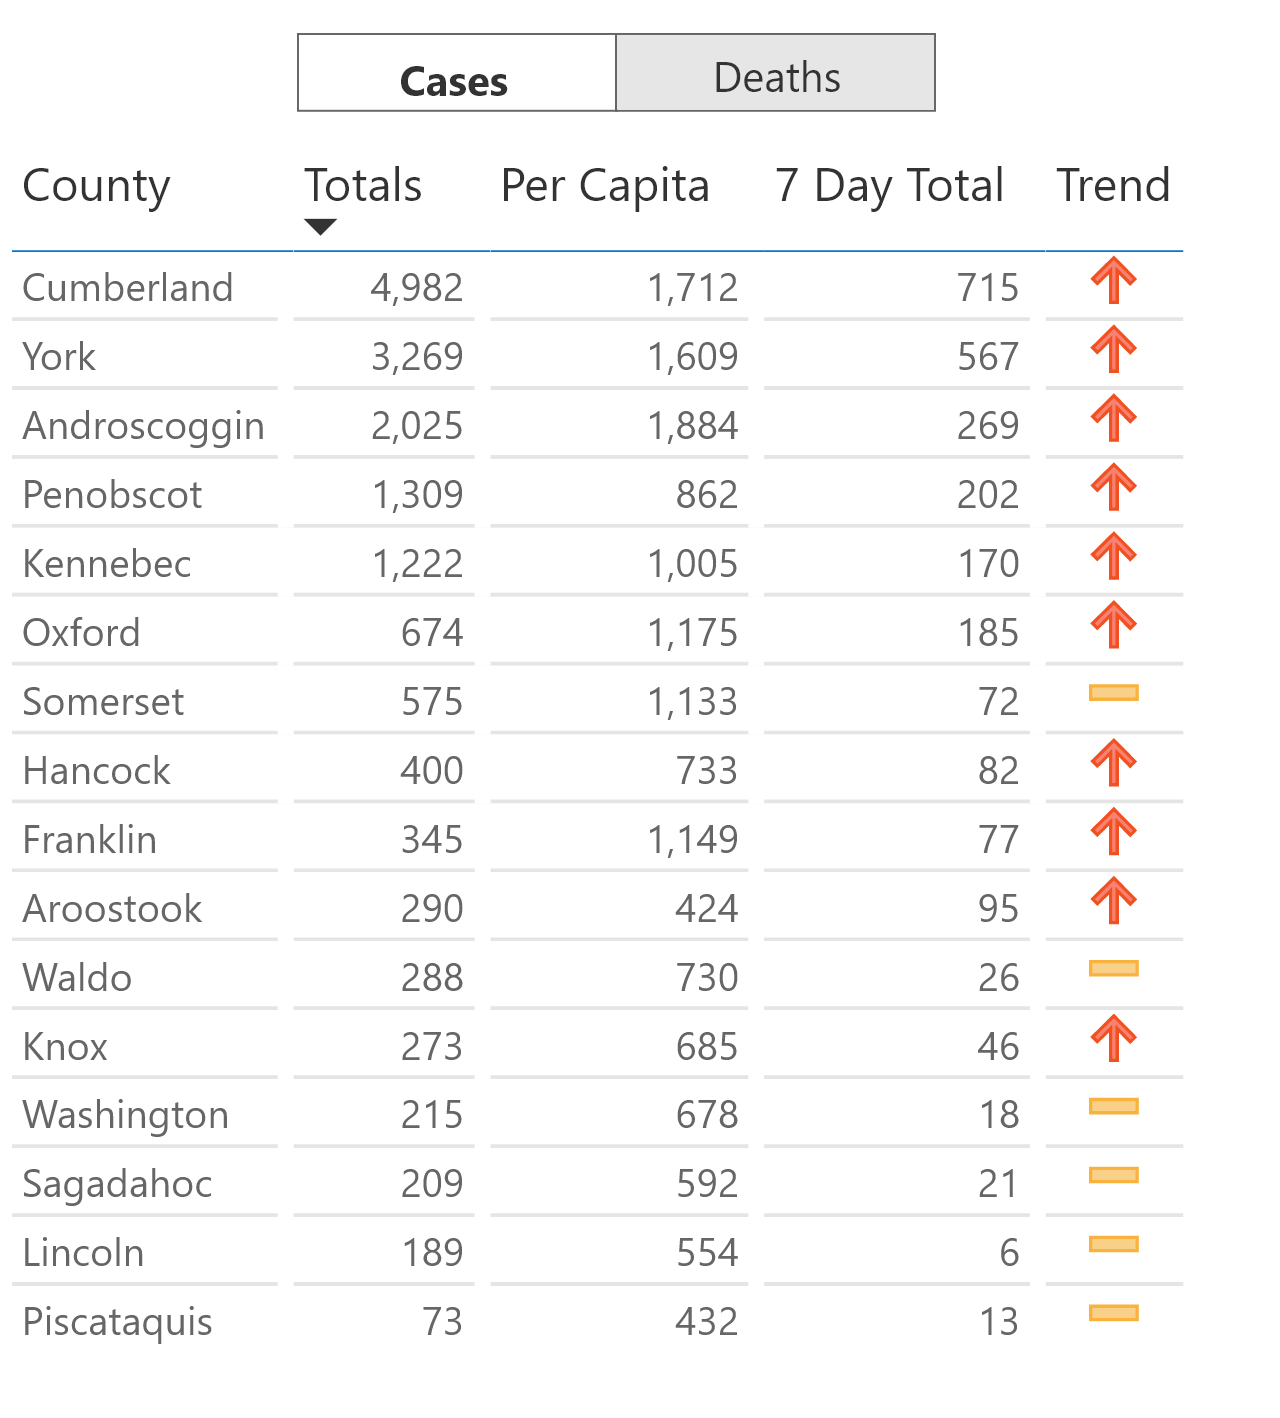 Cases Deaths
County Totals Per Capita 7 Day Total Trend
Cumberland 4,982 1,712 715
York 3,269 1,609 567
Androscoggin 2,025 1,884 269
Penobscot 1,309 862 202
Kennebec 1,222 1,005 170
Oxford 674 1,175 185
Somerset 575 1,133 72
Hancock 400 733 82
Franklin 345 1,149 77
Aroostook 290 424 95
Waldo 288 730 26
Knox 273 685 46
Washington 215 678 18
Sagadahoc 209 592 21
Lincoln 189 554 6
Piscataquis 73 432 13